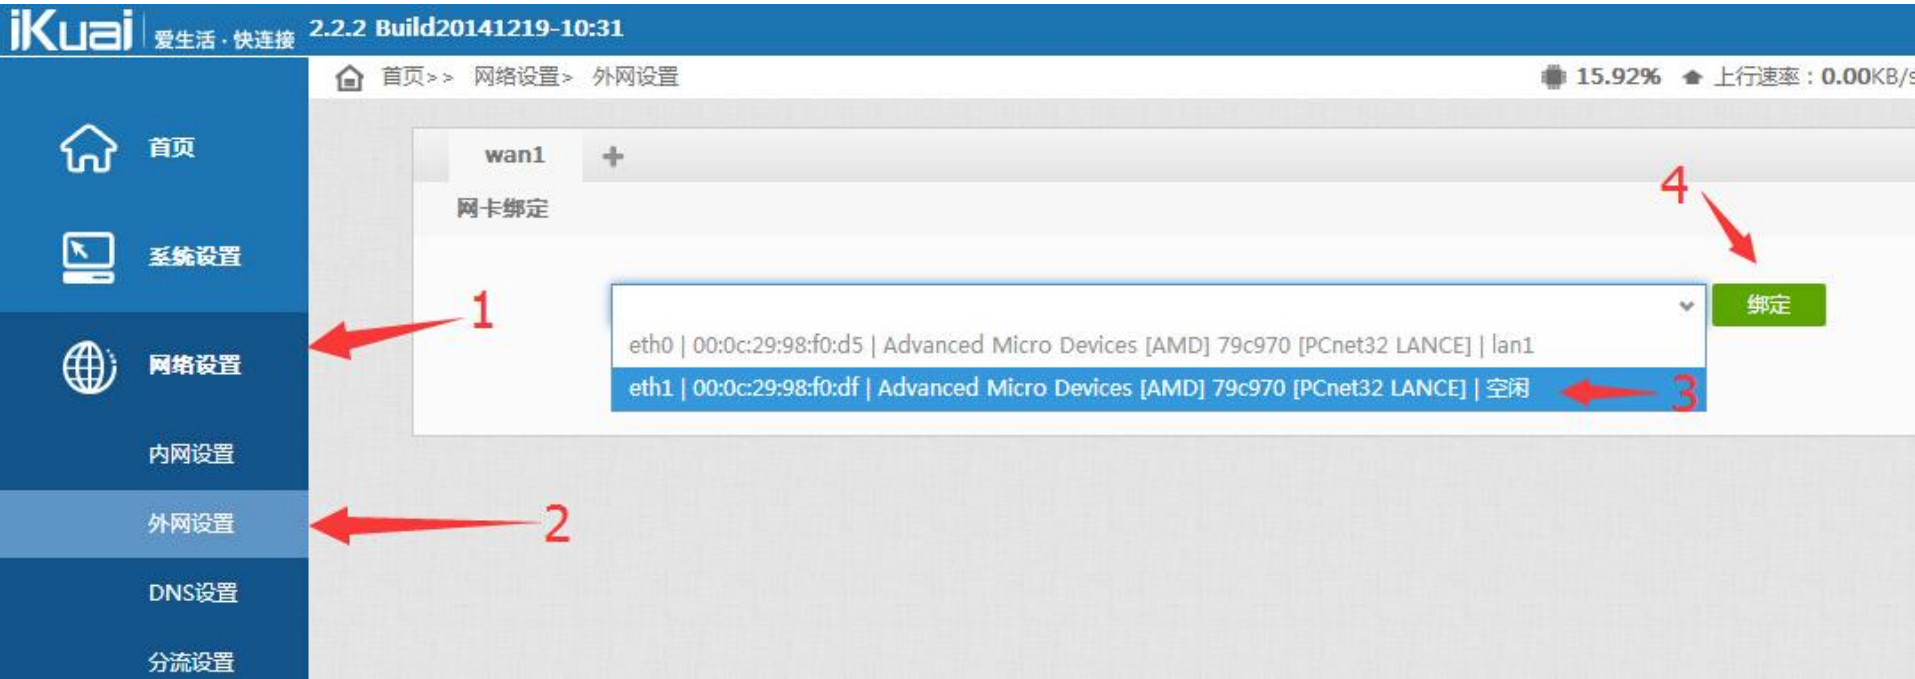 iKuai 爱生活·快连接 2.2.2 Build20141219-10:31
首页>> 网络设置> 外网设置 15.92% 上行速率：0.00KB/s
首页
系统设置
网络设置
内网设置
外网设置
DNS设置
分流设置
wan1 +
网卡绑定
绑定
eth0 | 00:0c:29:98:f0:d5 | Advanced Micro Devices [AMD] 79c970 [PCnet32 LANCE] | lan1
eth1 | 00:0c:29:98:f0:df | Advanced Micro Devices [AMD] 79c970 [PCnet32 LANCE] | 空闲
1
2
3
4